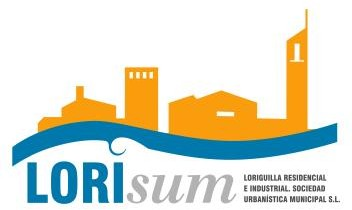 LORIsum
LORIGUILLA RESIDENCIAL
E INDUSTRIAL. SOCIEDAD
URBANÍSTICA MUNICIPAL S.L.